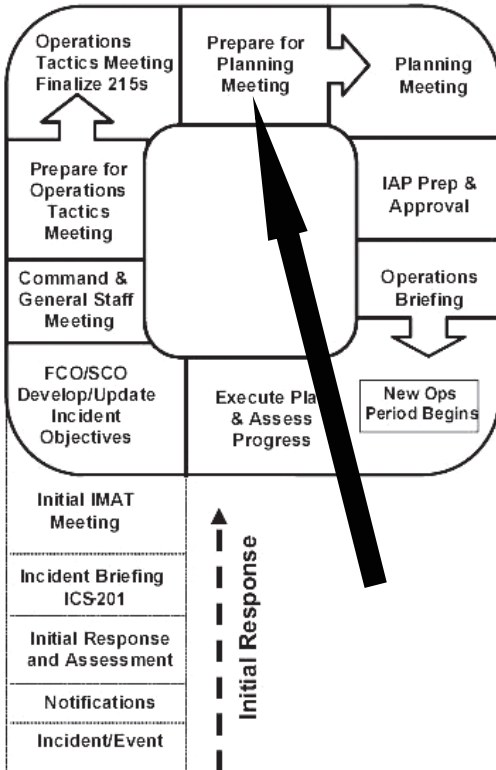 Operations
Tactics Meeting
Finalize 215s
Prepare for
Planning
Meeting
Planning
Meeting
Prepare for
Operations
Tactics
Meeting
IAP Prep &
Approval
Command &
General Staff
Meeting
Operations
Briefing
FCO/SCO
Develop/Update
Incident
Objectives
Execute
& Assess
Progress
New Ops
Period Begins
Initial IMAT
Meeting
Incident Briefing
ICS-201
Initial Response
and Assessment
Notifications
Incident/Event
Initial Response